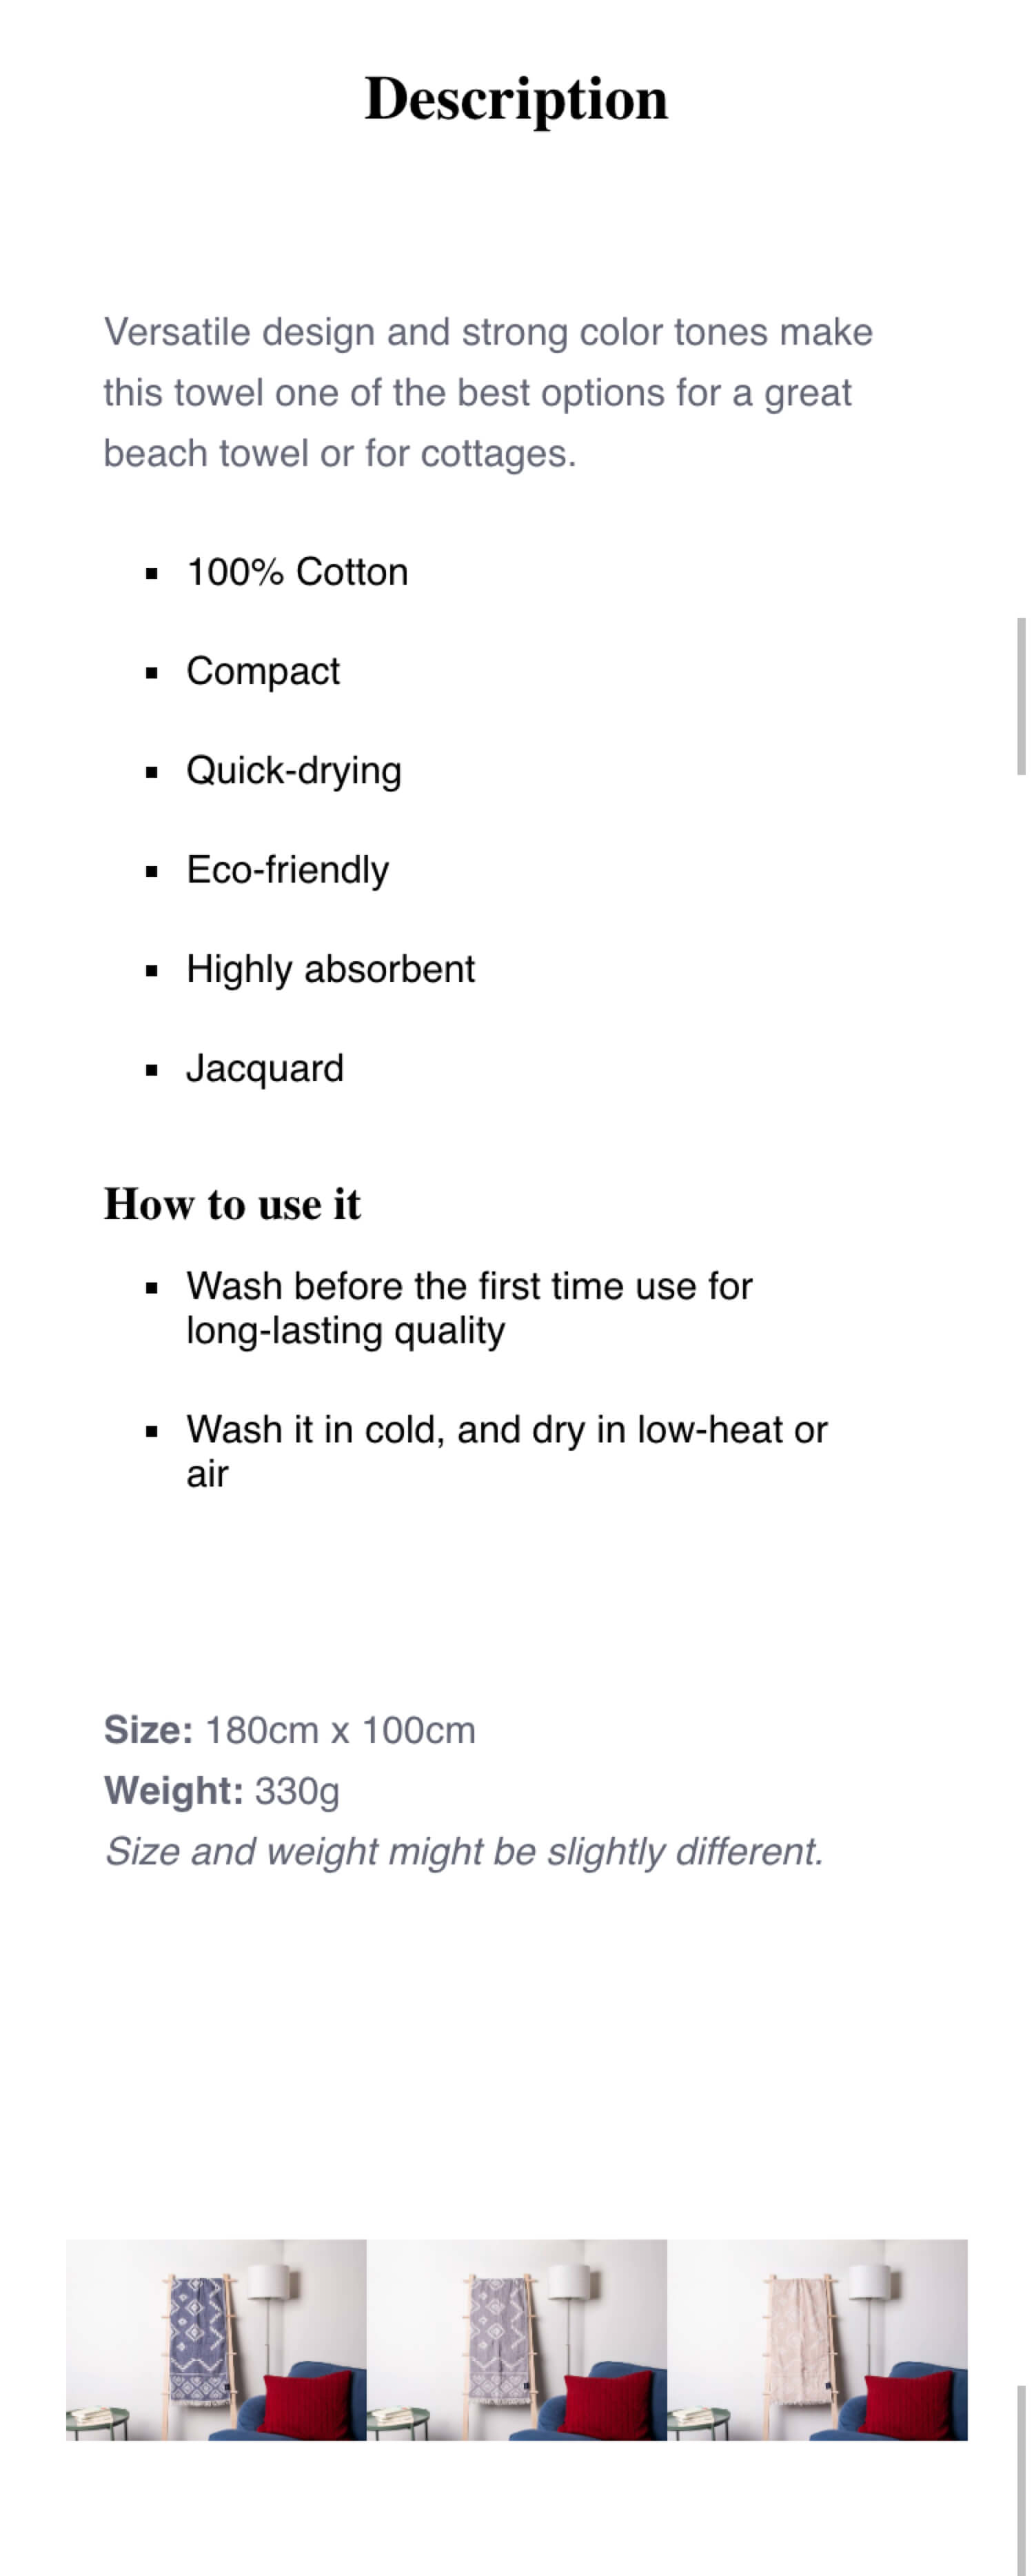 Description
Versatile design and strong color tones make
this towel one of the best options for a great
beach towel or for cottages.
100% Cotton
Compact
Quick-drying
Eco-friendly
Highly absorbent
Jacquard
How to use it
Wash before the first time use for
long-lasting quality
Wash it in cold, and dry in low-heat or
air
Size: 180cm x 100cm
Weight: 330g
Size and weight might be slightly different.